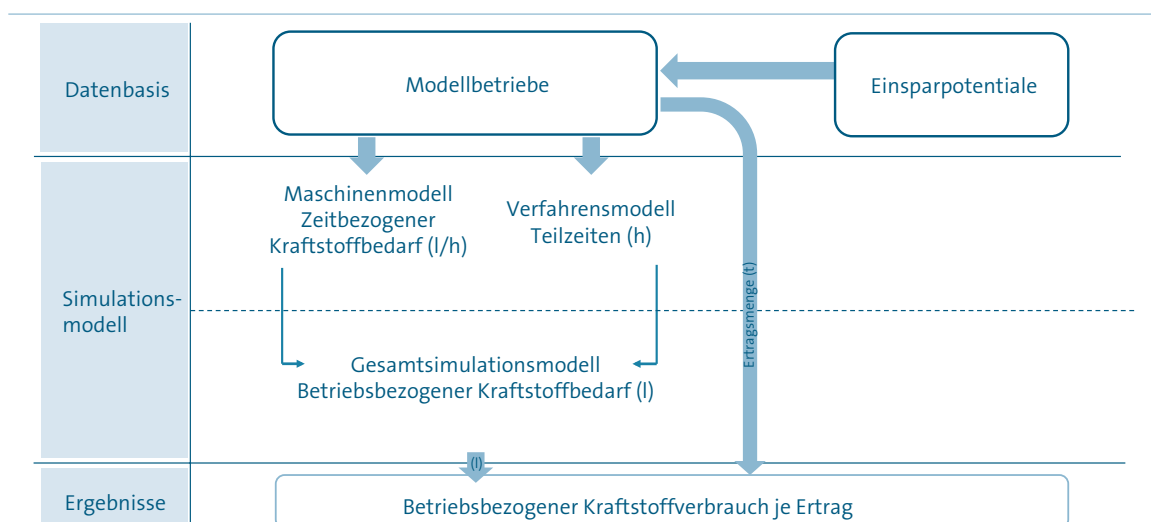 Datenbasis
Modellbetriebe
Einsparpotentiale
Maschinenmodell
Zeitbezogener
Kraftstoffbedarf (l/h)
Verfahrensmodell
Teilzeiten (h)
Ertragsmenge (t)
Simulations-
modell
Gesamtsimulationsmodell
Betriebsbezogener Kraftstoffbedarf (l)
(l)
Ergebnisse
Betriebsbezogener Kraftstoffverbrauch je Ertrag